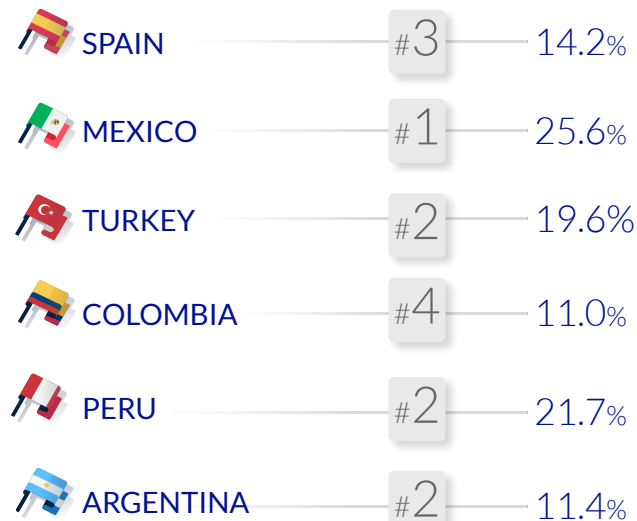 SPAIN #3 14.2%
MEXICO #1 25.6%
TURKEY #2 19.6%
COLOMBIA #4 11.0%
PERU #2 21.7%
ARGENTINA #2 11.4%